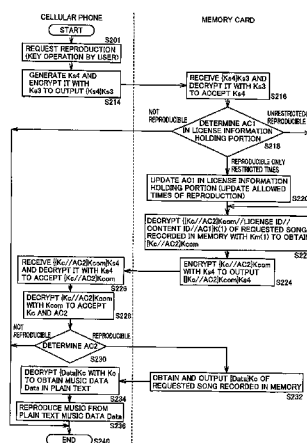 CELLULAR PHONE
MEMORY CARD
START
S201
REQUEST REPRODUCTION
(KEY OPERATION BY USER)
GENERATE Ks4 AND
ENCRYPT IT WITH
Ks3 TO OUTPUT {Ks4}Ks3
S214
RECEIVE {Ks4}Ks3 AND
DECRYPT IT WITH Ks3
TO ACCEPT Ks4
S216
NOT
REPRODUCIBLE
UNRESTRICTED
REPRODUCIBLE
DETERMINE AC1
IN LICENSE INFORMATION
HOLDING PORTION
S218
REPRODUCIBLE ONLY
RESTRICTED TIMES
UPDATE AC1 IN LICENSE INFORMATION
HOLDING PORTION (UPDATE ALLOWED
TIMES OF REPRODUCTION)
S220
DECRYPT {{Kc//AC2}Kcom//LICENSE ID//
CONTENT ID//AC1}Km(1) OF REQUESTED SONG
RECORDED IN MEMORY WITH Km(1) TO OBTAIN
{Kc//AC2}Kcom
S22
RECEIVE {{Kc//AC2}Kcom}Ks4
AND DECRYPT IT WITH Ks4
TO ACCEPT {Kc//AC2}Kcom
S226
ENCRYPT {Kc//AC2}Kcom
WITH Ks4 TO OUTPUT
{{Kc//AC2}Kcom}Ks4
S224
DECRYPT {Kc//AC2}Kcom
WITH Kcom TO ACCEPT
Kc AND AC2
S228
NOT
REPRODUCIBLE
REPRODUCIBLE
DETERMINE AC2
S230
OBTAIN AND OUTPUT {Data}Kc OF
REQUESTED SONG RECORDED IN MEMORY
S232
DECRYPT {Data}Kc WITH Kc
TO OBTAIN MUSIC DATA
Data IN PLAIN TEXT
S234
REPRODUCE MUSIC FROM
PLAIN TEXT MUSIC DATA Data
S236
END
S240